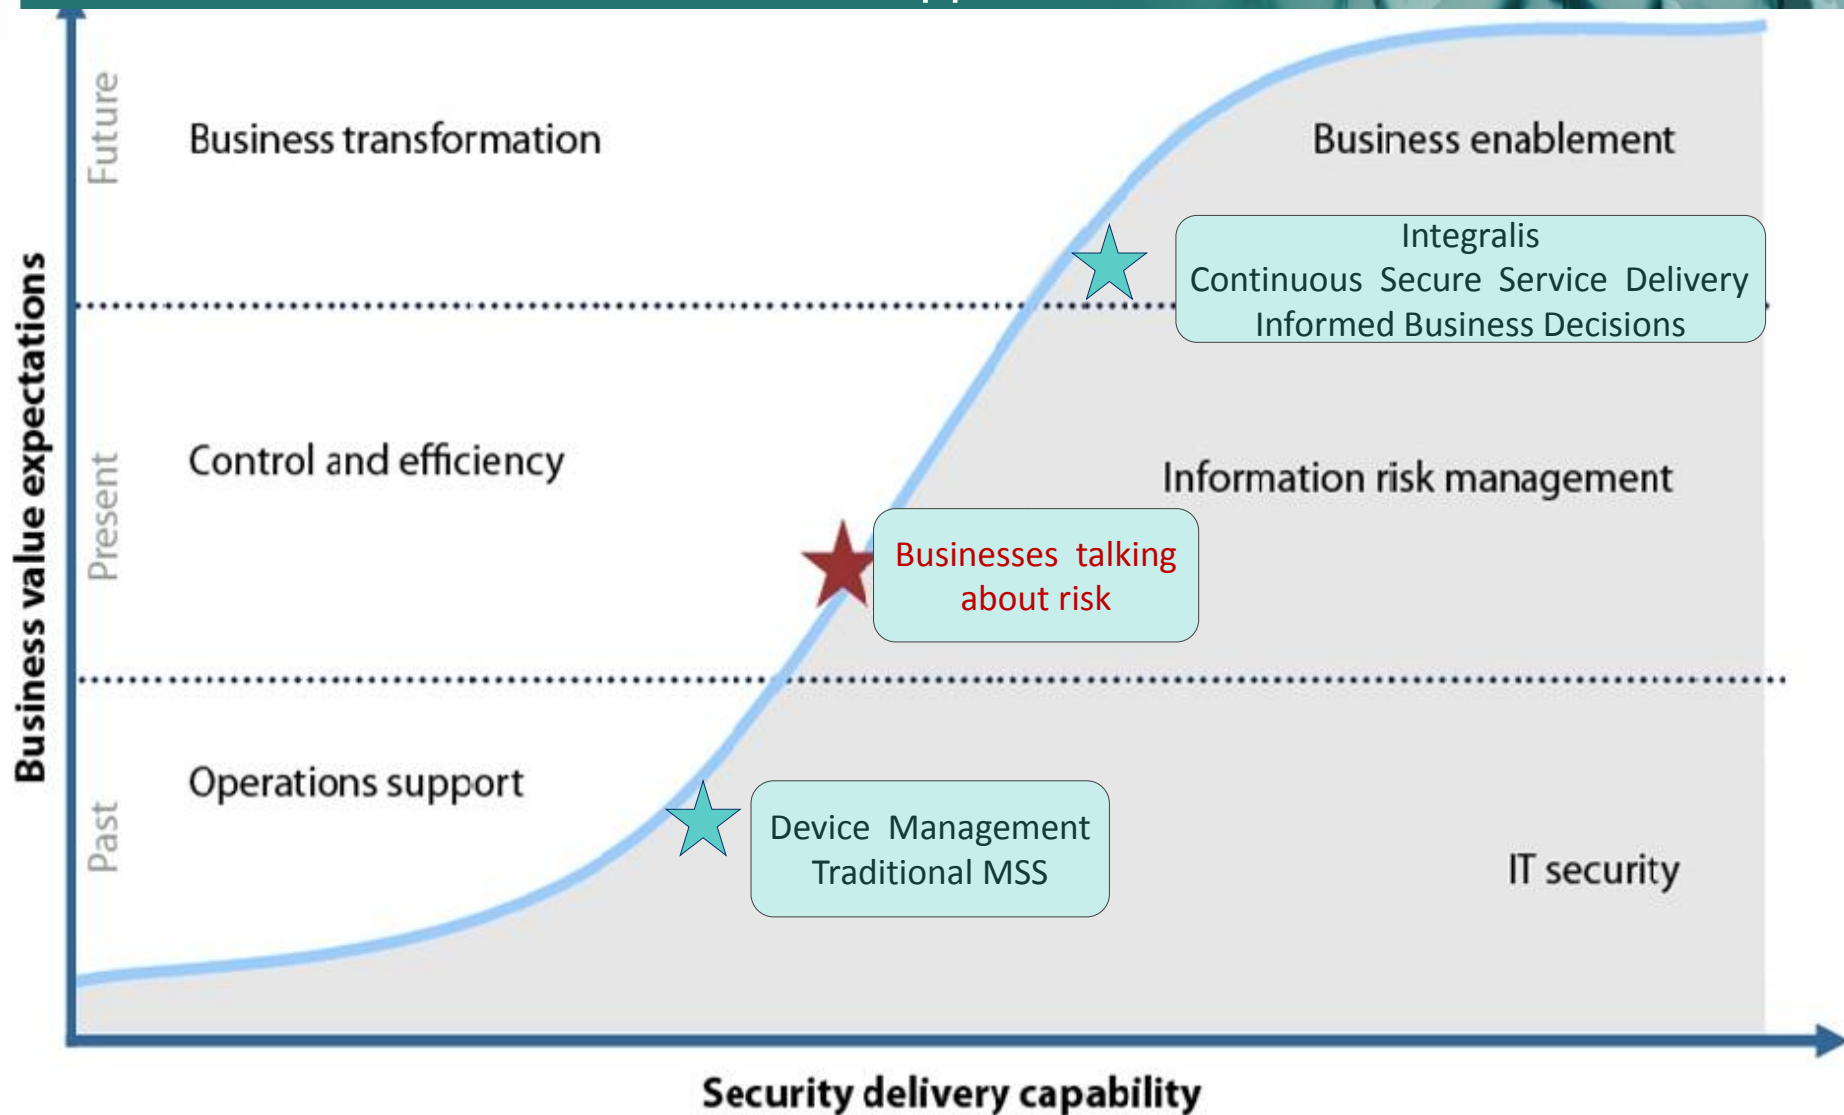 Business value expectations
Future
Business transformation
Business enablement
Integralis
Continuous Secure Service Delivery
Informed Business Decisions
Present
Control and efficiency
Information risk management
Businesses talking
about risk
Past
Operations support
Device Management
Traditional MSS
IT security
Security delivery capability